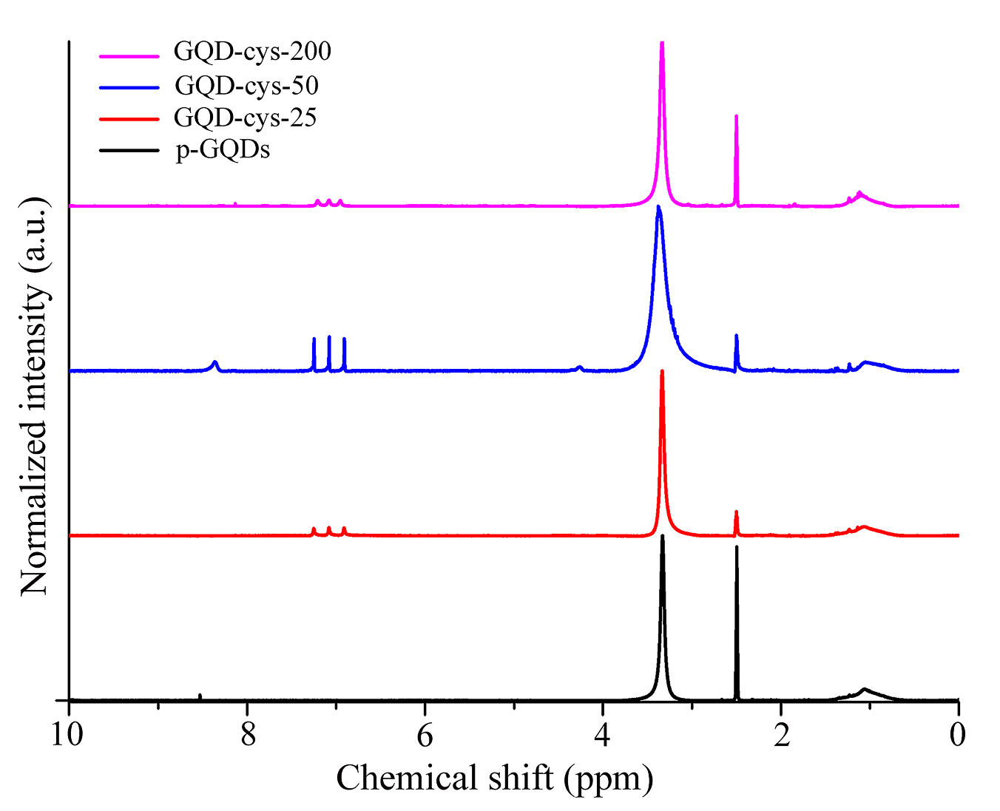 GQD-cys-200
GQD-cys-50
GQD-cys-25
p-GQDs
Normalized intensity (a.u.)
10 8 6 4 2 0
Chemical shift (ppm)